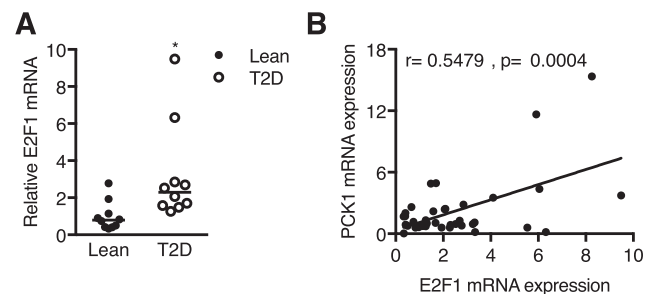 A
Relative E2F1 mRNA
10
8
6
4
2
0
*
Lean
T2D
Lean
T2D
B
PCK1 mRNA expression
18
12
6
0
r= 0.5479 , p= 0.0004
0
2
4
6
8
10
E2F1 mRNA expression